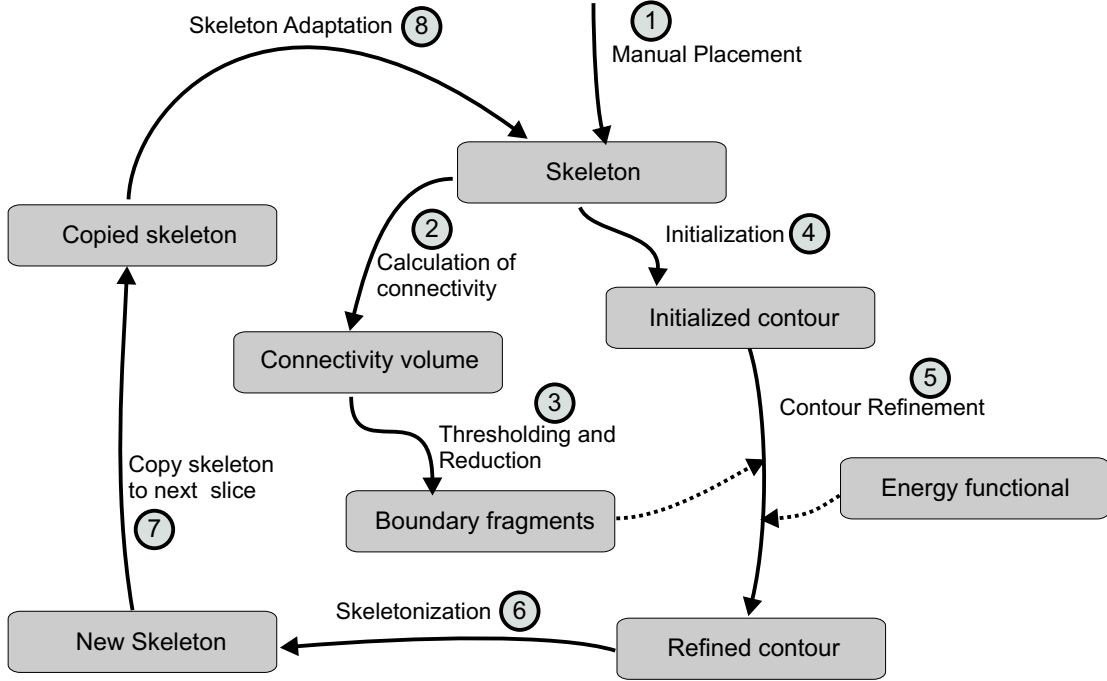 Skeleton Adaptation 8
1
Manual Placement
Skeleton
Copied skeleton
2
Calculation of
connectivity
Initialization 4
Initialized contour
Connectivity volume
5
Contour Refinement
3
Thresholding and
Reduction
Copy skeleton
to next slice
7
Energy functional
Boundary fragments
Skeletonization 6
New Skeleton
Refined contour